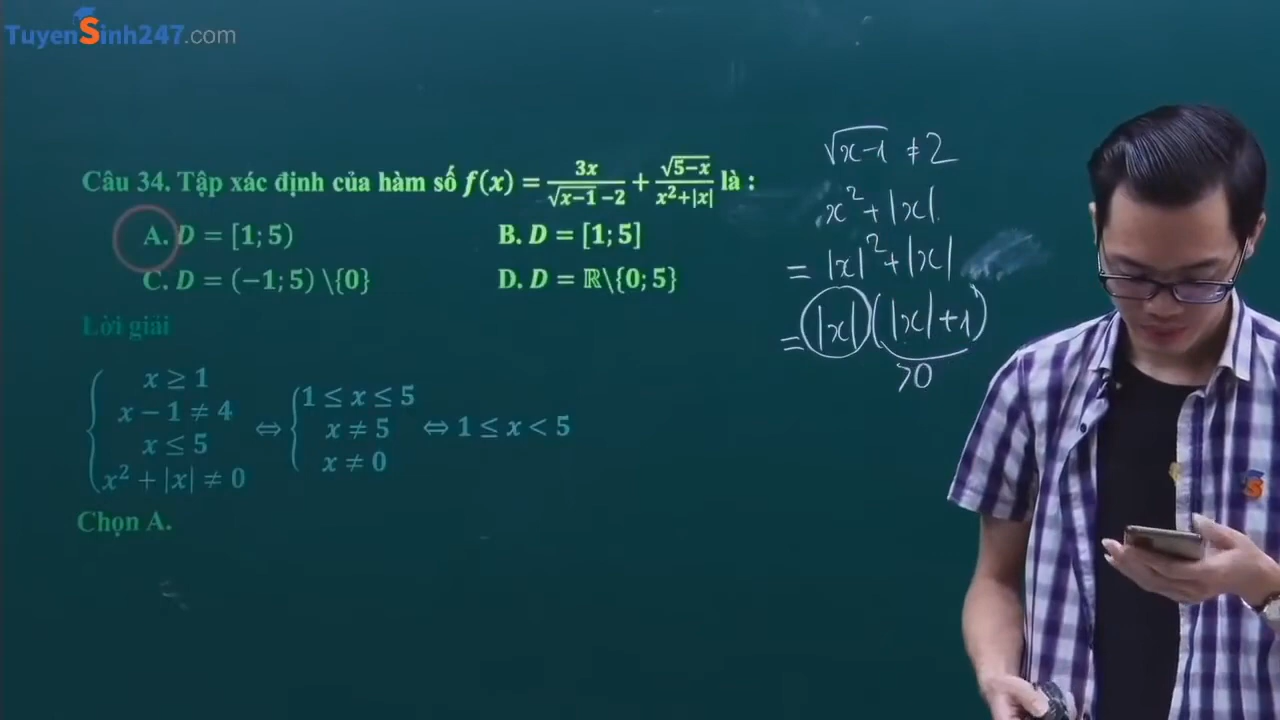 TuyenSinh247.com
Câu 34. Tập xác định của hàm số f(x) = 3x/(√(x−1) −2) + √(5−x)/(x²+|x|) là :
A. D = [1; 5)
B. D = [1; 5]
C. D = (−1; 5) \{0}
D. D = ℝ\{0; 5}
Lời giải
{ x ≥ 1
x − 1 ≠ 4
x ≤ 5
x² + |x| ≠ 0
⇔ { 1 ≤ x ≤ 5
x ≠ 5
x ≠ 0
⇔ 1 ≤ x < 5
Chọn A.
√(x-1) ≠ 2
x² + |x|
= |x|² + |x|
= |x| (|x| + 1)
>0
S